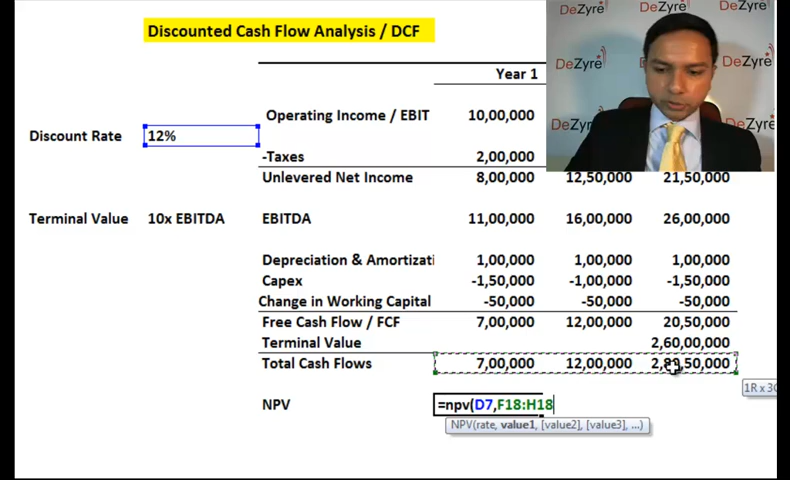 Discounted Cash Flow Analysis / DCF
DeZyre DeZyre DeZyre
Year 1
DeZyre DeZyre
Operating Income / EBIT 10,00,000
DeZy DeZyre
Discount Rate 12%
-Taxes 2,00,000
Unlevered Net Income 8,00,000 12,50,000 21,50,000
Terminal Value 10x EBITDA EBITDA 11,00,000 16,00,000 26,00,000
Depreciation & Amortizati 1,00,000 1,00,000 1,00,000
Capex -1,50,000 -1,00,000 -1,50,000
Change in Working Capital -50,000 -50,000 -50,000
Free Cash Flow / FCF 7,00,000 12,00,000 20,50,000
Terminal Value 2,60,00,000
Total Cash Flows 7,00,000 12,00,000
1R x 3C
NPV =npv(D7,F18:H18
NPV(rate, value1, [value2], [value3], ...)